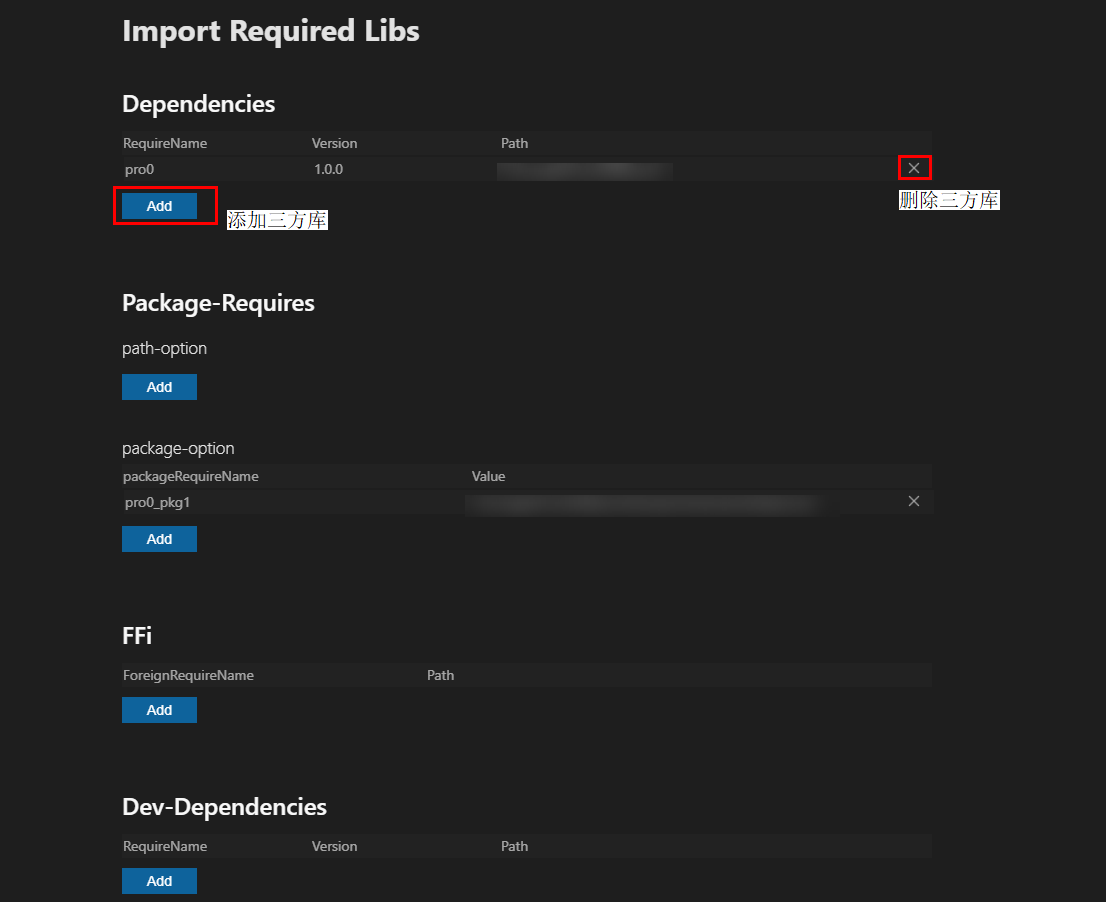 Import Required Libs
Dependencies
RequireName Version Path
pro0 1.0.0
Add
添加三方库
删除三方库
Package-Requires
path-option
Add
package-option
packageRequireName Value
pro0_pkg1
Add
FFi
ForeignRequireName Path
Add
Dev-Dependencies
RequireName Version Path
Add